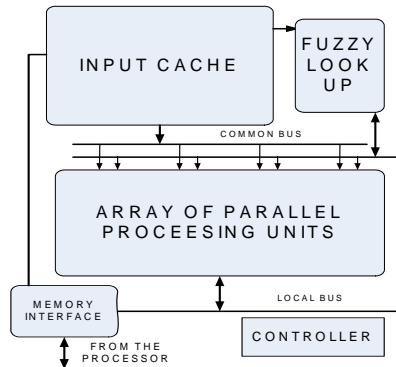 INPUT CACHE
FUZZY
LOOK
UP
COMMON BUS
ARRAY OF PARALLEL
PROCEESING UNITS
MEMORY
INTERFACE
LOCAL BUS
CONTROLLER
FROM THE
PROCESSOR